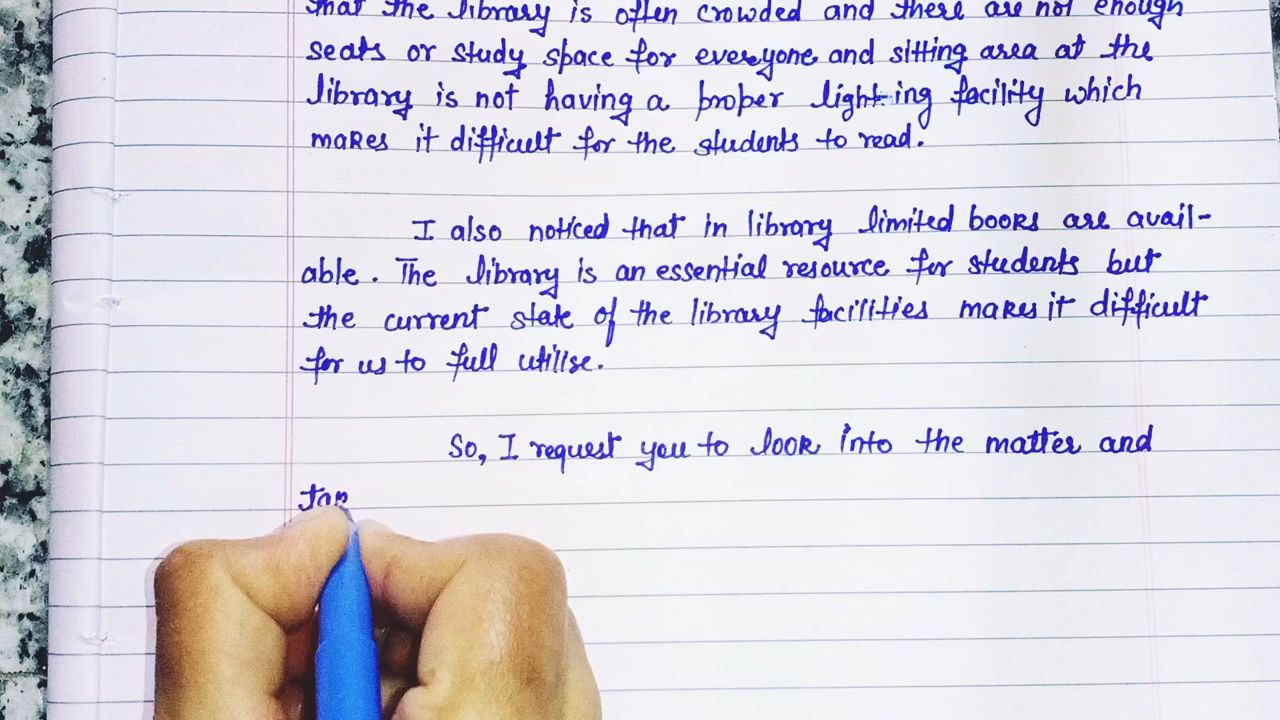 that the library is often crowded and there are not enough
seats or study space for everyone and sitting area at the
library is not having a proper lighting facility which
makes it difficult for the students to read.
I also noticed that in library limited books are avail-
able. The library is an essential resource for students but
the current state of the library facilities makes it difficult
for us to full utilise.
So, I request you to look into the matter and